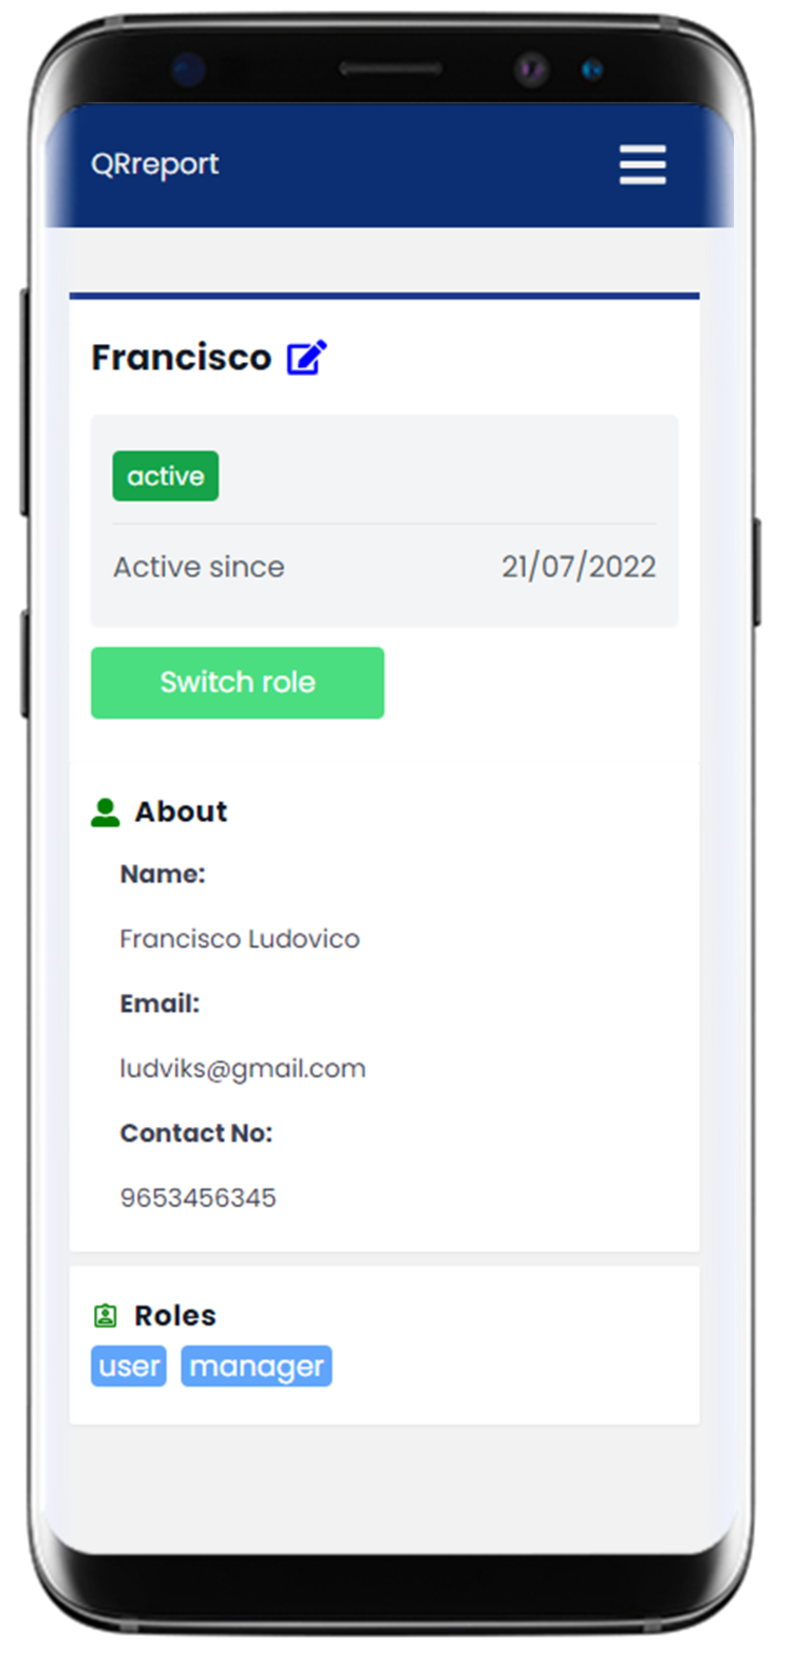 QRreport
Francisco
active
Active since 21/07/2022
Switch role
About
Name:
Francisco Ludovico
Email:
ludviks@gmail.com
Contact No:
9653456345
Roles
user manager